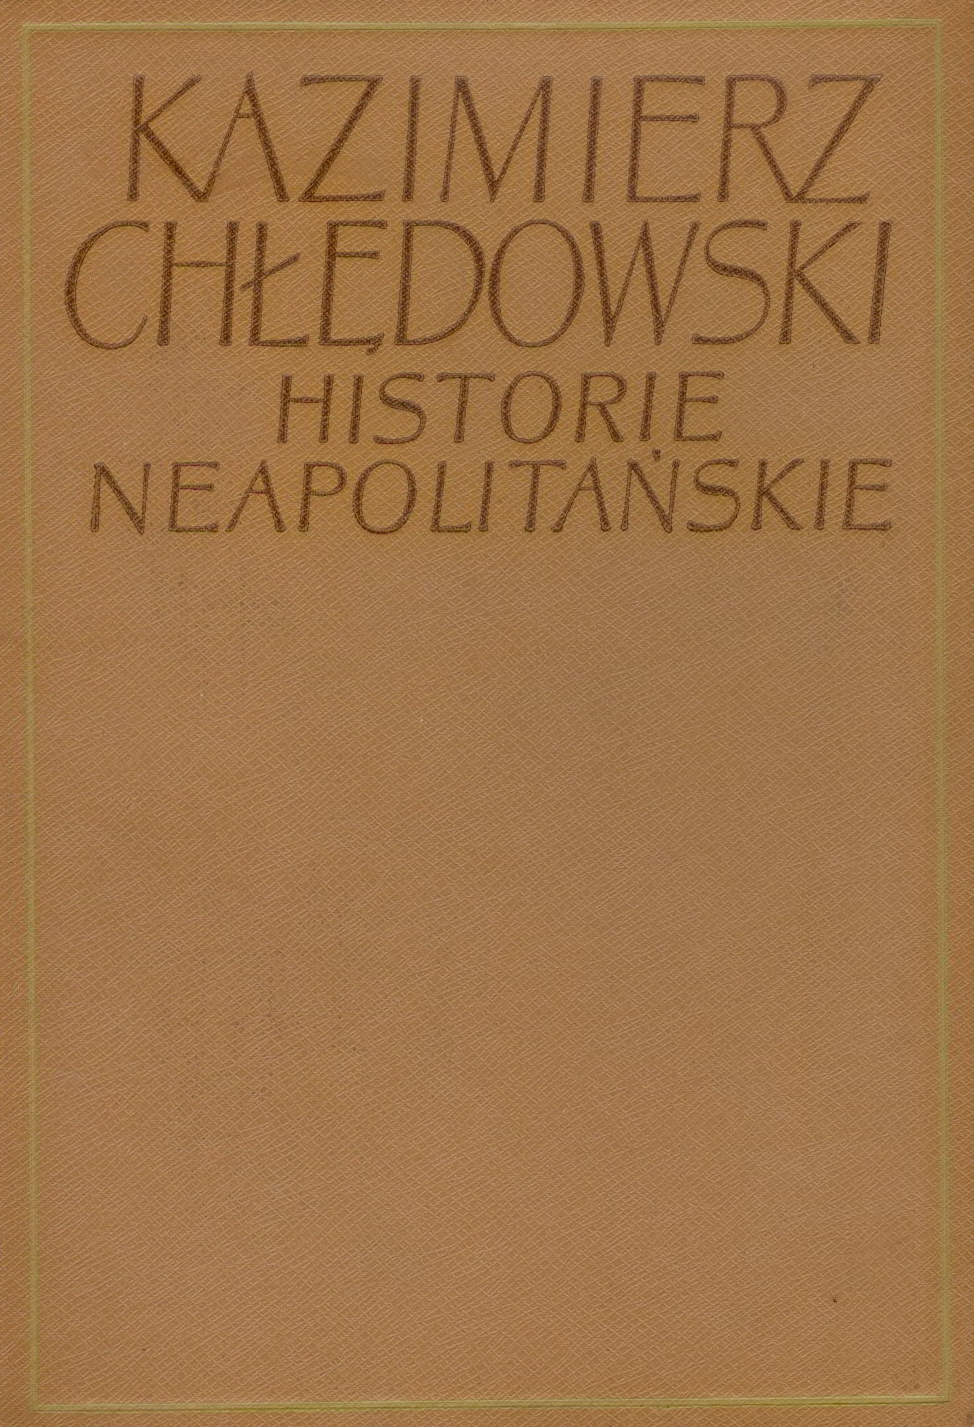 KAZIMIERZ
CHŁĘDOWSKI
HISTORIE
NEAPOLITAŃSKIE